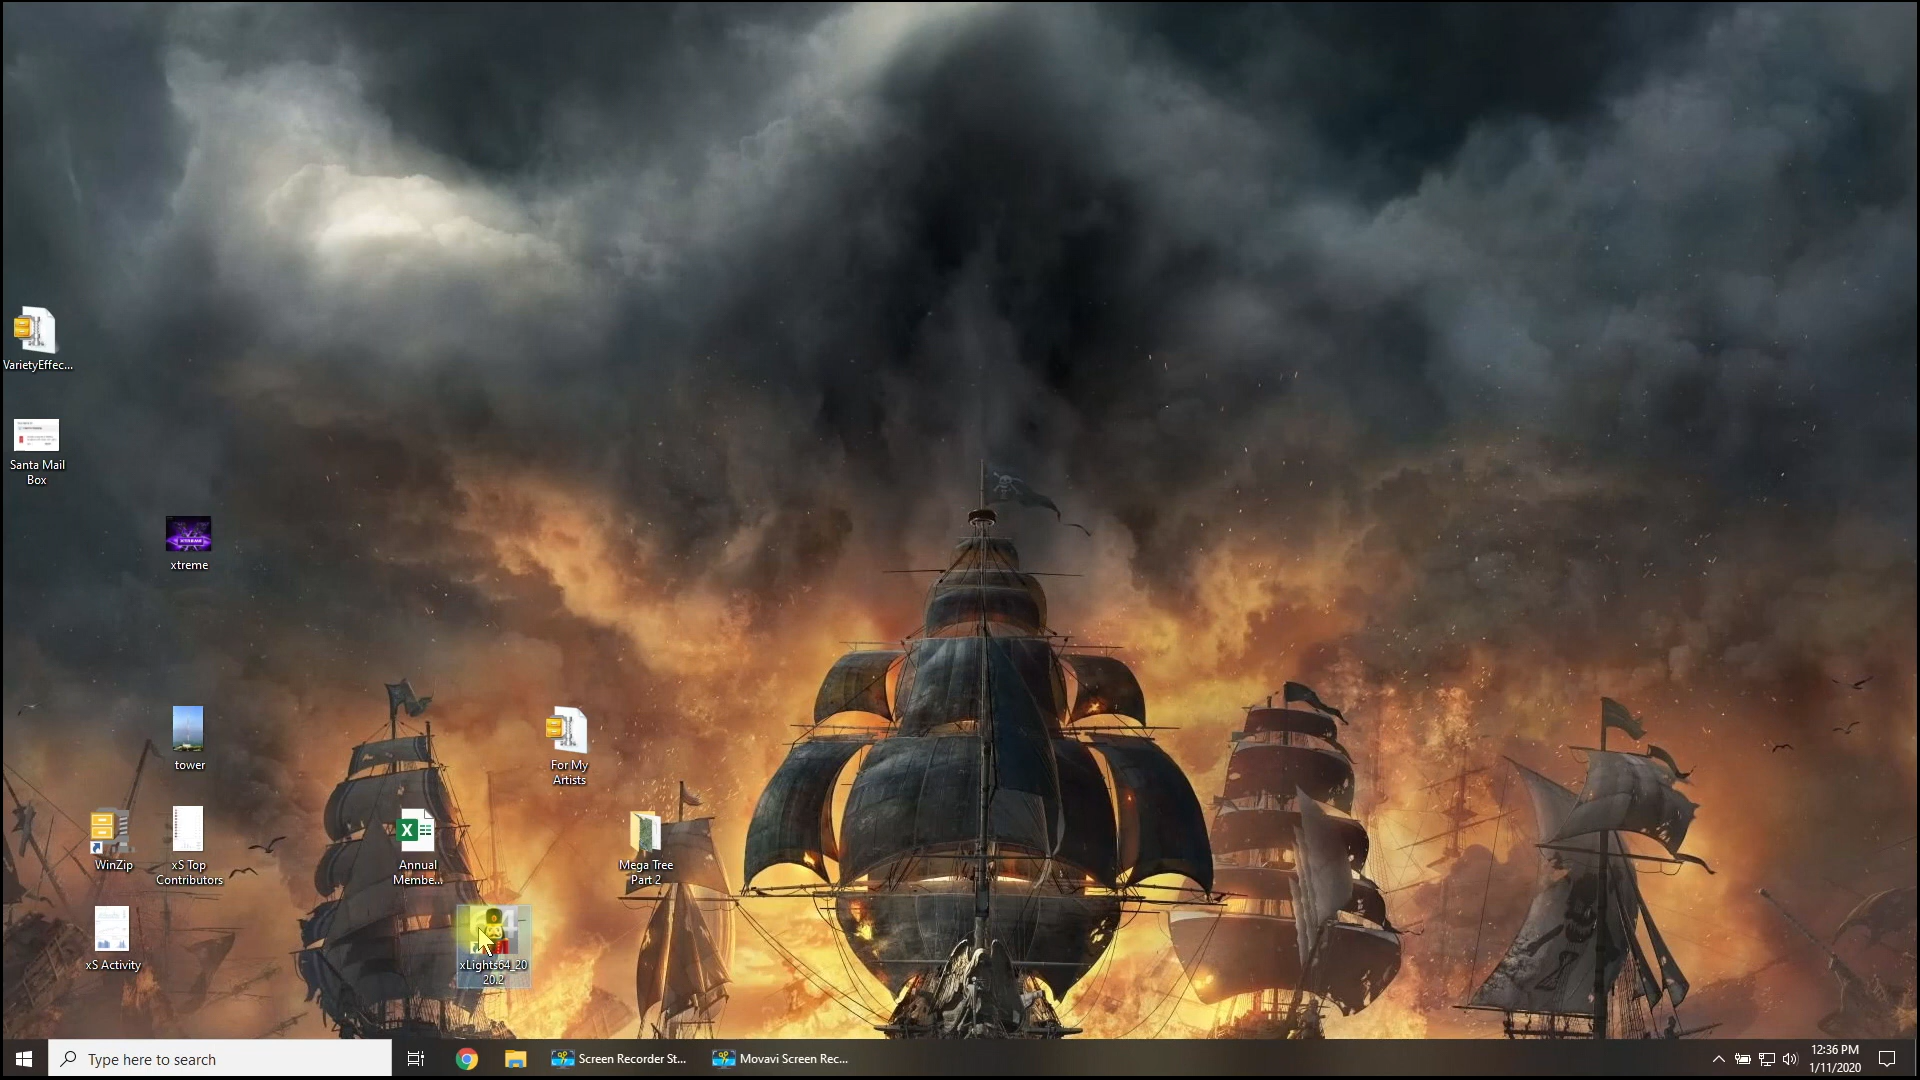 VarietyEffec...
Santa Mail
Box
xtreme
tower
For My
Artists
WinZip
xS Top
Contributors
Annual
Membe...
Mega Tree
Part 2
xS Activity
xLights64_20
20.2
Type here to search
Screen Recorder St...
Movavi Screen Rec...
12:36 PM
1/11/2020